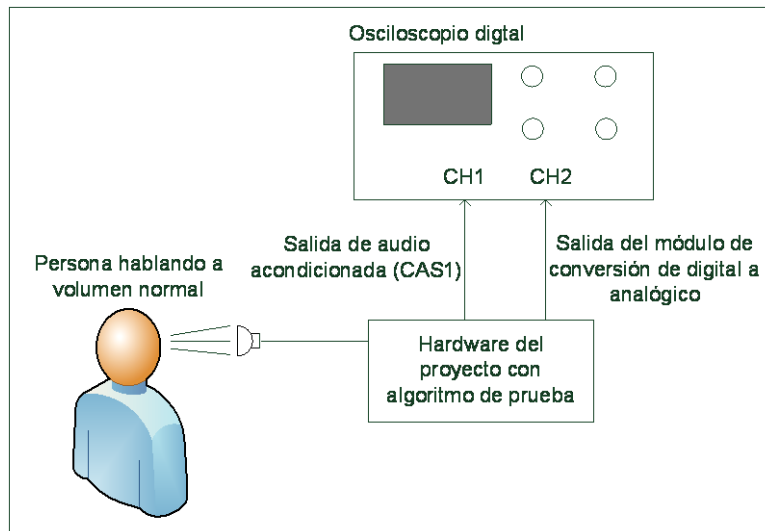 Osciloscopio digtal
CH1 CH2
Salida de audio
acondicionada (CAS1)
Salida del módulo de
conversión de digital a
analógico
Persona hablando a
volumen normal
Hardware del
proyecto con
algoritmo de prueba